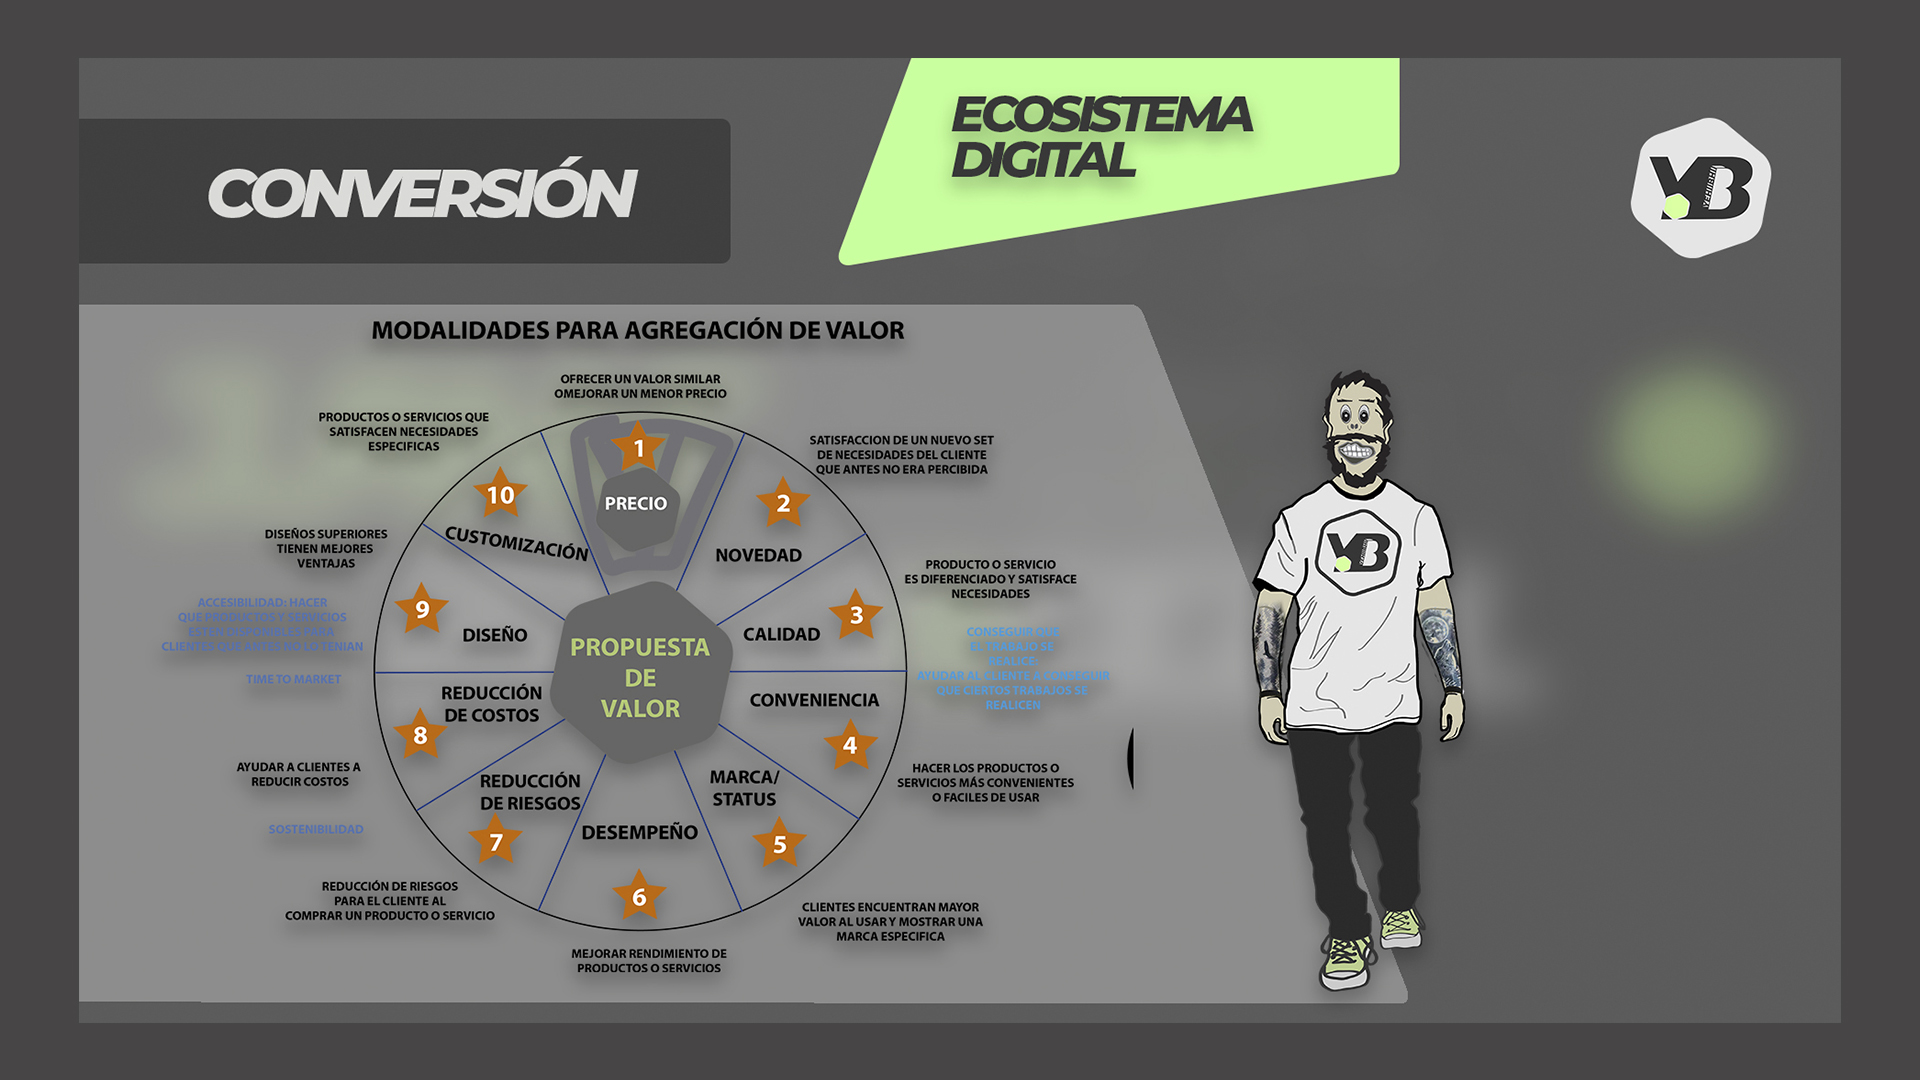 CONVERSIÓN
ECOSISTEMA
DIGITAL
YB
MODALIDADES PARA AGREGACIÓN DE VALOR
OFRECER UN VALOR SIMILAR
OMEJORAR UN MENOR PRECIO
1
PRECIO
SATISFACCION DE UN NUEVO SET
DE NECESIDADES DEL CLIENTE
QUE ANTES NO ERA PERCIBIDA
2
NOVEDAD
PRODUCTO O SERVICIO
ES DIFERENCIADO Y SATISFACE
NECESIDADES
3
CALIDAD
CONSEGUIR QUE
EL TRABAJO SE
REALICE:
AYUDAR AL CLIENTE A CONSEGUIR
QUE CIERTOS TRABAJOS SE
REALICEN
CONVENIENCIA
4
HACER LOS PRODUCTOS O
SERVICIOS MÁS CONVENIENTES
O FACILES DE USAR
MARCA/
STATUS
5
CLIENTES ENCUENTRAN MAYOR
VALOR AL USAR Y MOSTRAR UNA
MARCA ESPECIFICA
DESEMPEÑO
6
MEJORAR RENDIMIENTO DE
PRODUCTOS O SERVICIOS
REDUCCIÓN
DE RIESGOS
7
REDUCCIÓN DE RIESGOS
PARA EL CLIENTE AL
COMPRAR UN PRODUCTO O SERVICIO
SOSTENIBILIDAD
REDUCCIÓN
DE COSTOS
8
AYUDAR A CLIENTES A
REDUCIR COSTOS
TIME TO MARKET
ACCESIBILIDAD: HACER
QUE PRODUCTOS Y SERVICIOS
ESTEN DISPONIBLES PARA
CLIENTES QUE ANTES NO LO TENIAN
DISEÑO
9
DISEÑOS SUPERIORES
TIENEN MEJORES
VENTAJAS
10
CUSTOMIZACIÓN
PRODUCTOS O SERVICIOS QUE
SATISFACEN NECESIDADES
ESPECIFICAS
PROPUESTA
DE
VALOR
YB